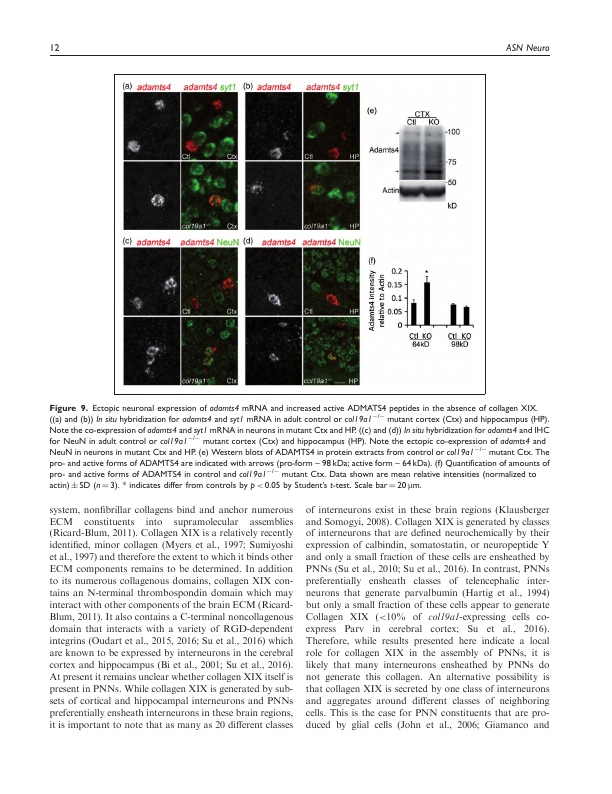 12
ASN Neuro
(a) adamts4 adamts4 syt1 (b) adamts4 adamts4 syt1
Ctl Ctx Ctl HP
col19a1−/− Ctx col19a1−/− HP
(c) adamts4 adamts4 NeuN (d) adamts4 adamts4 NeuN
Ctl Ctx Ctl HP
col19a1−/− Ctx col19a1−/− HP
(e)
CTX
Ctl KO
100
Adamts4
75
50
Actin
kD
(f)
Adamts4 intensity
relative to Actin
0.2
0.15
0.1
0.05
0
*
Ctl KO Ctl KO
64kD 98kD
Figure 9. Ectopic neuronal expression of adamts4 mRNA and increased active ADMATS4 peptides in the absence of collagen XIX.
((a) and (b)) In situ hybridization for adamts4 and syt1 mRNA in adult control or col19a1−/− mutant cortex (Ctx) and hippocampus (HP).
Note the co-expression of adamts4 and syt1 mRNA in neurons in mutant Ctx and HP. ((c) and (d)) In situ hybridization for adamts4 and IHC
for NeuN in adult control or col19a1−/− mutant cortex (Ctx) and hippocampus (HP). Note the ectopic co-expression of adamts4 and
NeuN in neurons in mutant Ctx and HP. (e) Western blots of ADAMTS4 in protein extracts from control or col19a1−/− mutant Ctx. The
pro- and active forms of ADAMTS4 are indicated with arrows (pro-form – 98 kDa; active form – 64 kDa). (f) Quantification of amounts of
pro- and active forms of ADAMTS4 in control and col19a1−/− mutant Ctx. Data shown are mean relative intensities (normalized to
actin) ± SD (n = 3). * indicates differ from controls by p < 0.05 by Student's t-test. Scale bar = 20 μm.
system, nonfibrillar collagens bind and anchor numerous
ECM constituents into supramolecular assemblies
(Ricard-Blum, 2011). Collagen XIX is a relatively recently
identified, minor collagen (Myers et al., 1997; Sumiyoshi
et al., 1997) and therefore the extent to which it binds other
ECM components remains to be determined. In addition
to its numerous collagenous domains, collagen XIX con-
tains an N-terminal thrombospondin domain which may
interact with other components of the brain ECM (Ricard-
Blum, 2011). It also contains a C-terminal noncollagenous
domain that interacts with a variety of RGD-dependent
integrins (Oudart et al., 2015, 2016; Su et al., 2016) which
are known to be expressed by interneurons in the cerebral
cortex and hippocampus (Bi et al., 2001; Su et al., 2016).
At present it remains unclear whether collagen XIX itself is
present in PNNs. While collagen XIX is generated by sub-
sets of cortical and hippocampal interneurons and PNNs
preferentially ensheath interneurons in these brain regions,
it is important to note that as many as 20 different classes
of interneurons exist in these brain regions (Klausberger
and Somogyi, 2008). Collagen XIX is generated by classes
of interneurons that are defined neurochemically by their
expression of calbindin, somatostatin, or neuropeptide Y
and only a small fraction of these cells are ensheathed by
PNNs (Su et al., 2010; Su et al., 2016). In contrast, PNNs
preferentially ensheath classes of telencephalic inter-
neurons that generate parvalbumin (Hartig et al., 1994)
but only a small fraction of these cells appear to generate
Collagen XIX (<10% of col19a1-expressing cells co-
express Parv in cerebral cortex; Su et al., 2016).
Therefore, while results presented here indicate a local
role for collagen XIX in the assembly of PNNs, it is
likely that many interneurons ensheathed by PNNs do
not generate this collagen. An alternative possibility is
that collagen XIX is secreted by one class of interneurons
and aggregates around different classes of neighboring
cells. This is the case for PNN constituents that are pro-
duced by glial cells (John et al., 2006; Giamanco and